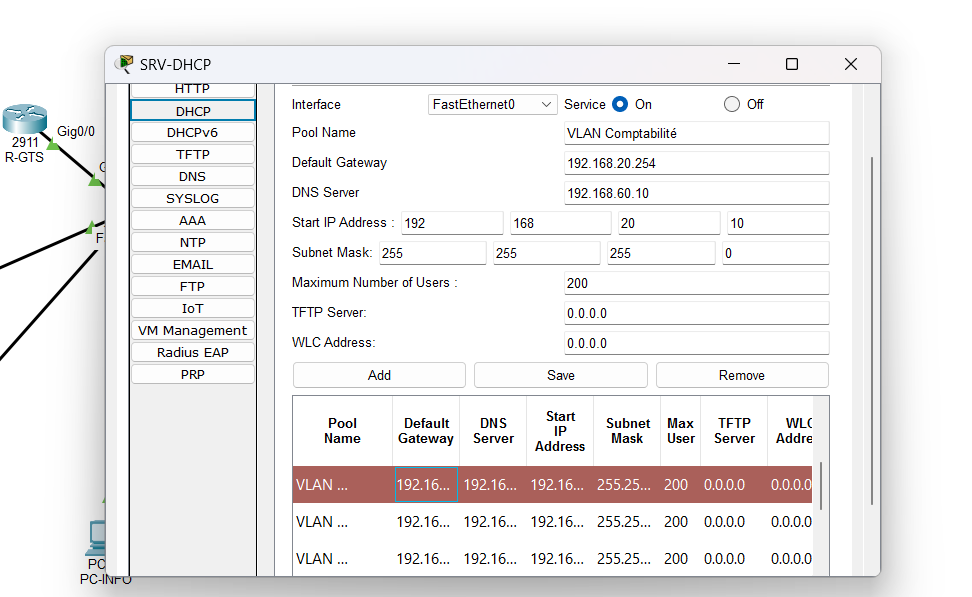 SRV-DHCP
2911
R-GTS
Gig0/0
G
F
PC
PC-INFO
HTTP
DHCP
DHCPv6
TFTP
DNS
SYSLOG
AAA
NTP
EMAIL
FTP
IoT
VM Management
Radius EAP
PRP
Interface FastEthernet0 Service On Off
Pool Name VLAN Comptabilité
Default Gateway 192.168.20.254
DNS Server 192.168.60.10
Start IP Address : 192 168 20 10
Subnet Mask: 255 255 255 0
Maximum Number of Users : 200
TFTP Server: 0.0.0.0
WLC Address: 0.0.0.0
Add Save Remove
Pool Name Default Gateway DNS Server Start IP Address Subnet Mask Max User TFTP Server WLC Addre
VLAN ... 192.16... 192.16... 192.16... 255.25... 200 0.0.0.0 0.0.0.0
VLAN ... 192.16... 192.16... 192.16... 255.25... 200 0.0.0.0 0.0.0.0
VLAN ... 192.16... 192.16... 192.16... 255.25... 200 0.0.0.0 0.0.0.0